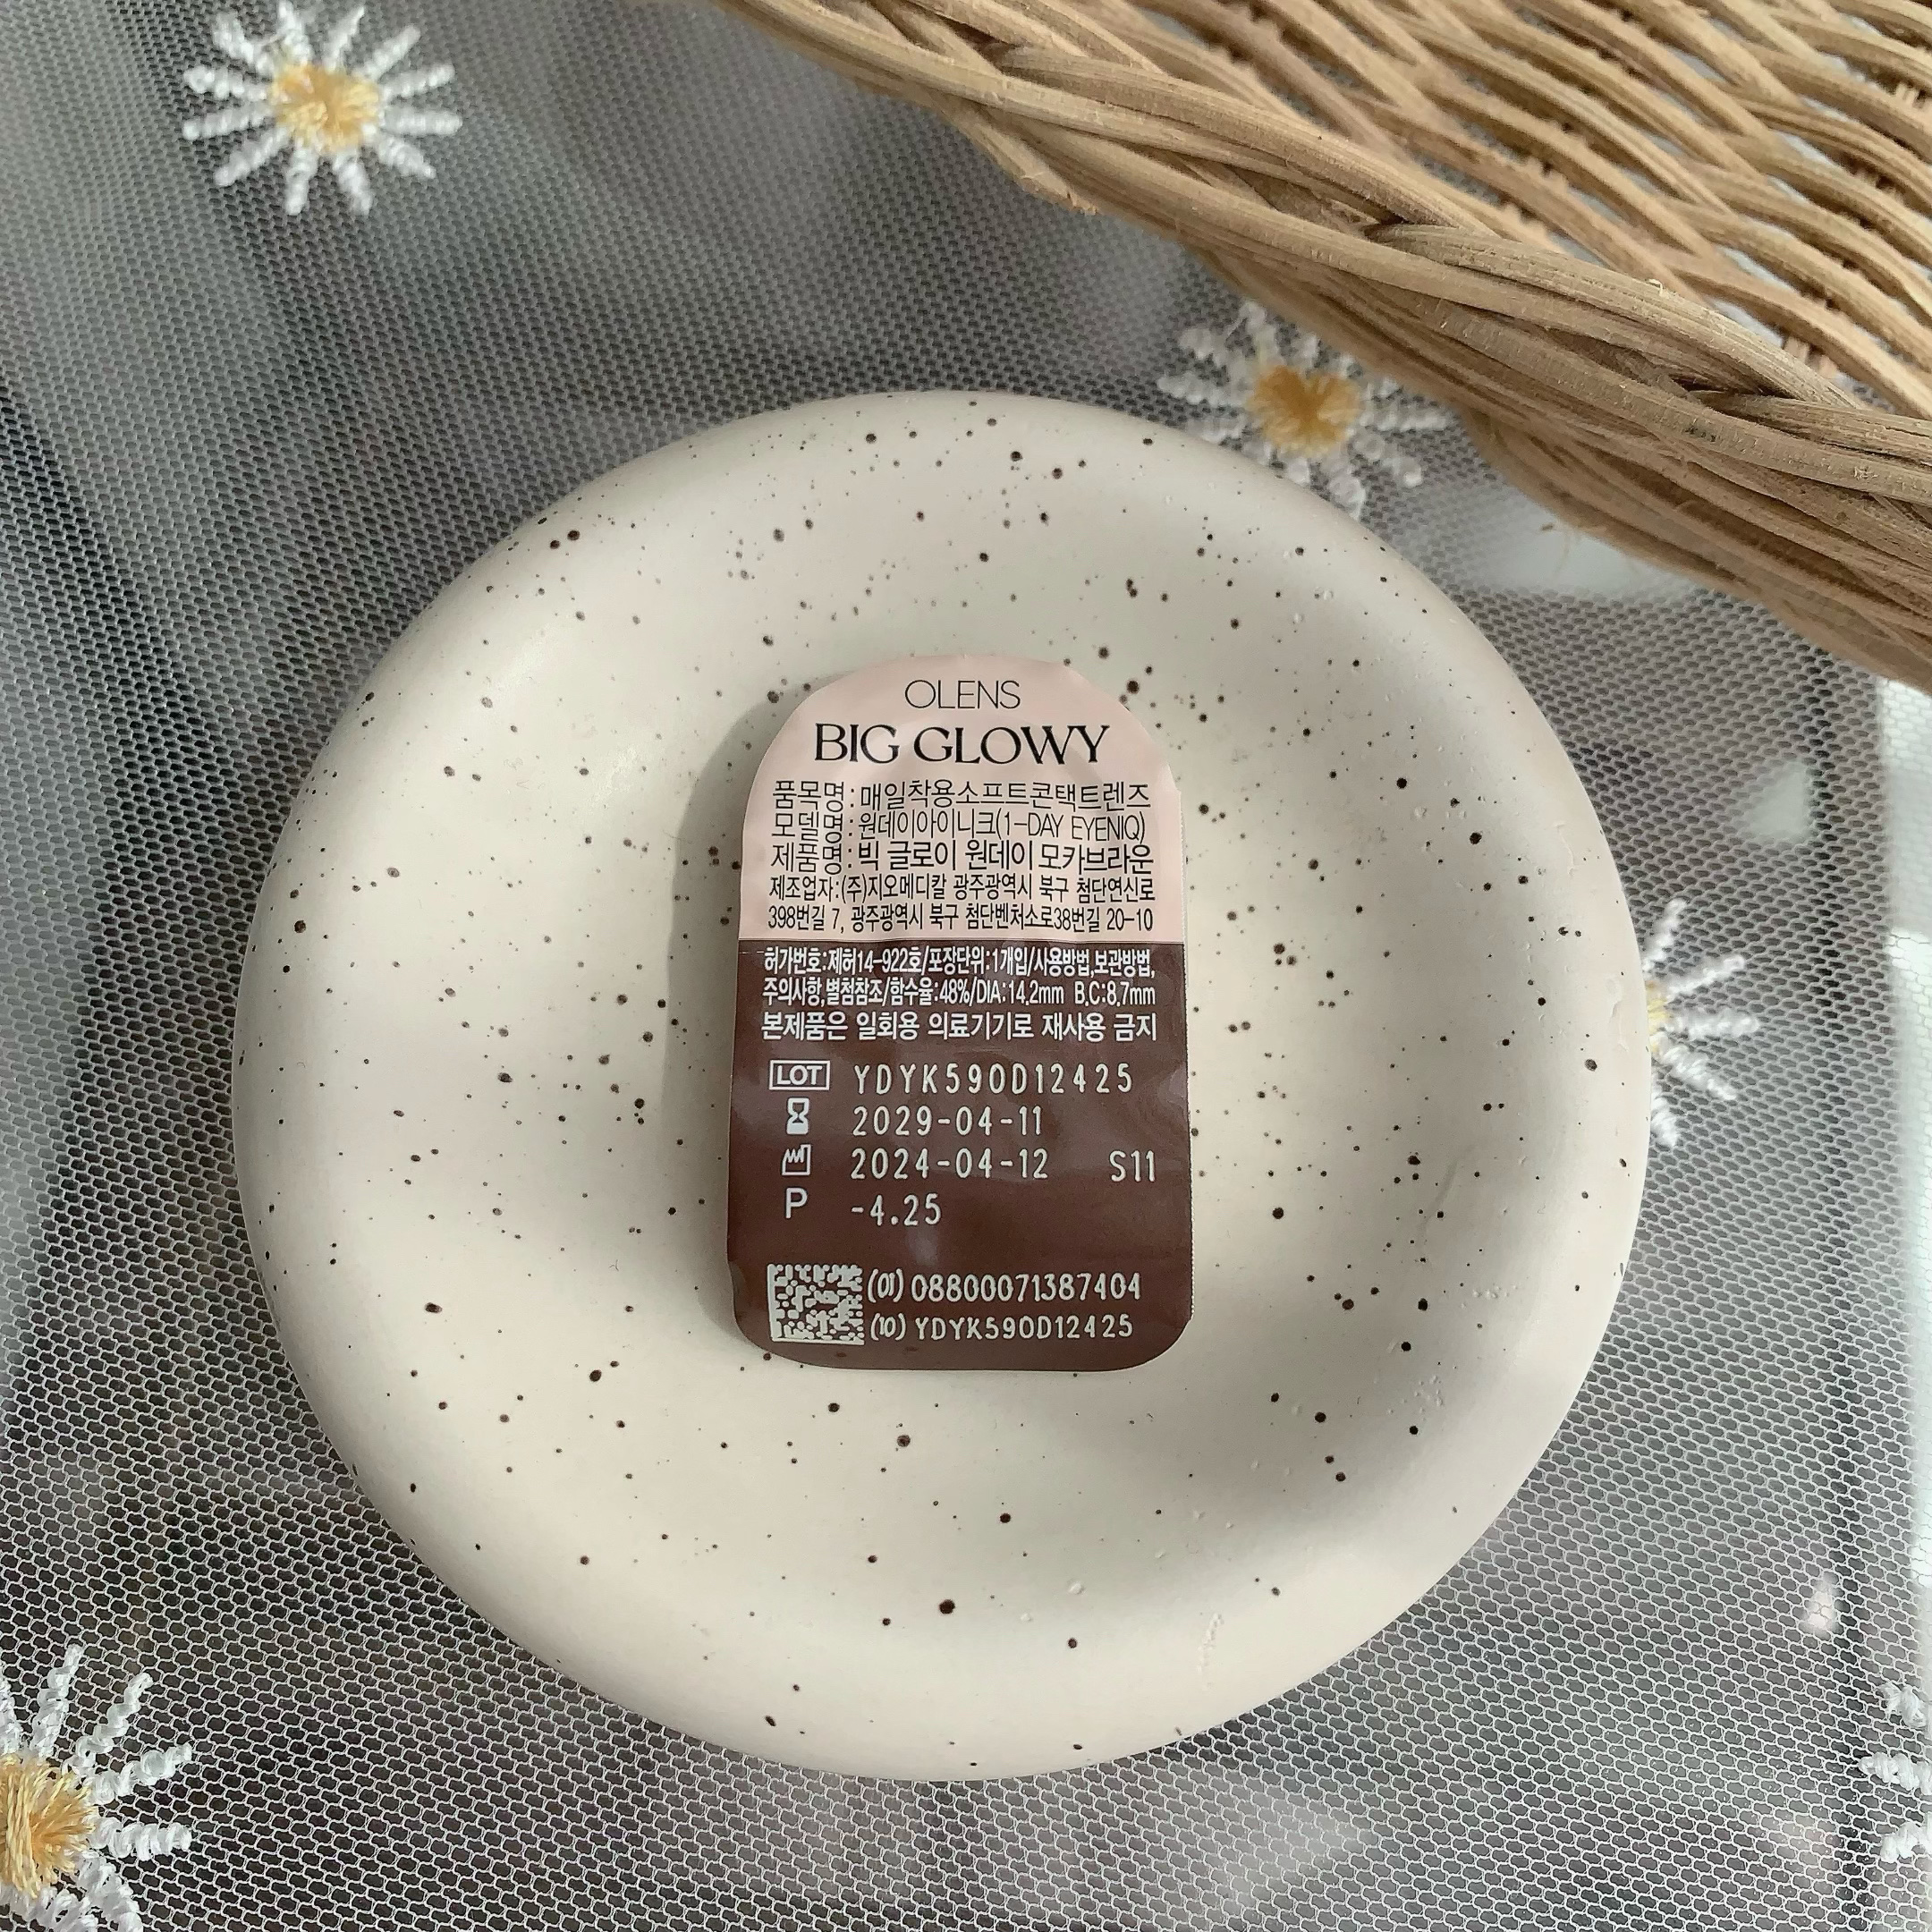 OLENS
BIG GLOWY
품목명:매일착용소프트콘택트렌즈
모델명:원데이아이니크(1-DAY EYENIQ)
제품명:빅 글로이 원데이 모카브라운
제조업자:(주)지오메디칼 광주광역시 북구 첨단연신로
398번길 7, 광주광역시 북구 첨단벤처소로38번길 20-10
허가번호:제허14-922호/포장단위:1개입/사용방법,보관방법,
주의사항,별첨참조/함수율:48%/DIA:14.2mm B.C:8.7mm
본제품은 일회용 의료기기로 재사용 금지
LOT YDYK590D12425
2029-04-11
2024-04-12 S11
P -4.25
(01)08800071387404
(10)YDYK590D12425